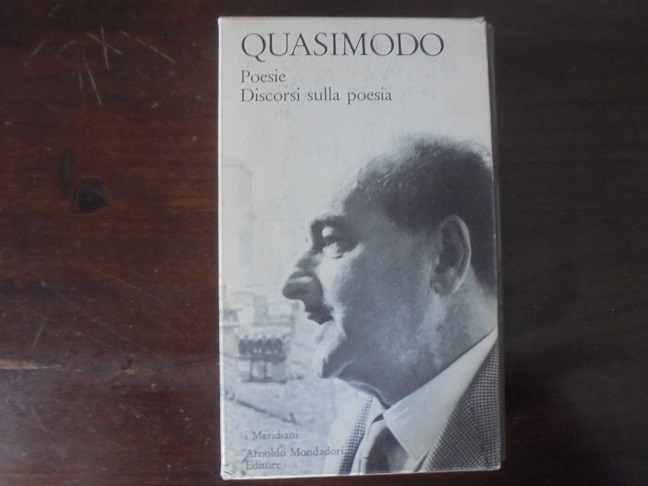 QUASIMODO
Poesie
Discorsi sulla poesia
i Meridiani
Arnoldo Mondadori
Editore